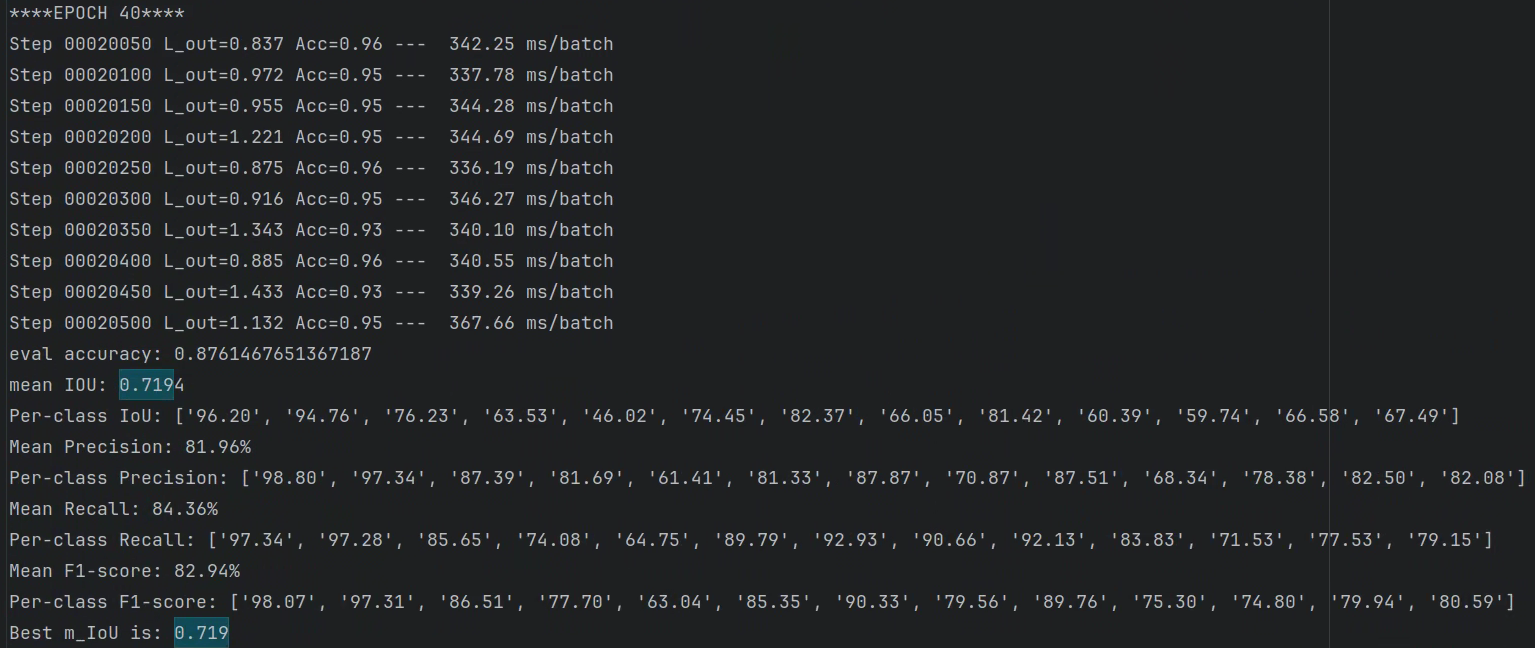 ****EPOCH 40****
Step 00020050 L_out=0.837 Acc=0.96 ---  342.25 ms/batch
Step 00020100 L_out=0.972 Acc=0.95 ---  337.78 ms/batch
Step 00020150 L_out=0.955 Acc=0.95 ---  344.28 ms/batch
Step 00020200 L_out=1.221 Acc=0.95 ---  344.69 ms/batch
Step 00020250 L_out=0.875 Acc=0.96 ---  336.19 ms/batch
Step 00020300 L_out=0.916 Acc=0.95 ---  346.27 ms/batch
Step 00020350 L_out=1.343 Acc=0.93 ---  340.10 ms/batch
Step 00020400 L_out=0.885 Acc=0.96 ---  340.55 ms/batch
Step 00020450 L_out=1.433 Acc=0.93 ---  339.26 ms/batch
Step 00020500 L_out=1.132 Acc=0.95 ---  367.66 ms/batch
eval accuracy: 0.8761467651367187
mean IOU: 0.7194
Per-class IoU: ['96.20', '94.76', '76.23', '63.53', '46.02', '74.45', '82.37', '66.05', '81.42', '60.39', '59.74', '66.58', '67.49']
Mean Precision: 81.96%
Per-class Precision: ['98.80', '97.34', '87.39', '81.69', '61.41', '81.33', '87.87', '70.87', '87.51', '68.34', '78.38', '82.50', '82.08']
Mean Recall: 84.36%
Per-class Recall: ['97.34', '97.28', '85.65', '74.08', '64.75', '89.79', '92.93', '90.66', '92.13', '83.83', '71.53', '77.53', '79.15']
Mean F1-score: 82.94%
Per-class F1-score: ['98.07', '97.31', '86.51', '77.70', '63.04', '85.35', '90.33', '79.56', '89.76', '75.30', '74.80', '79.94', '80.59']
Best m_IoU is: 0.719